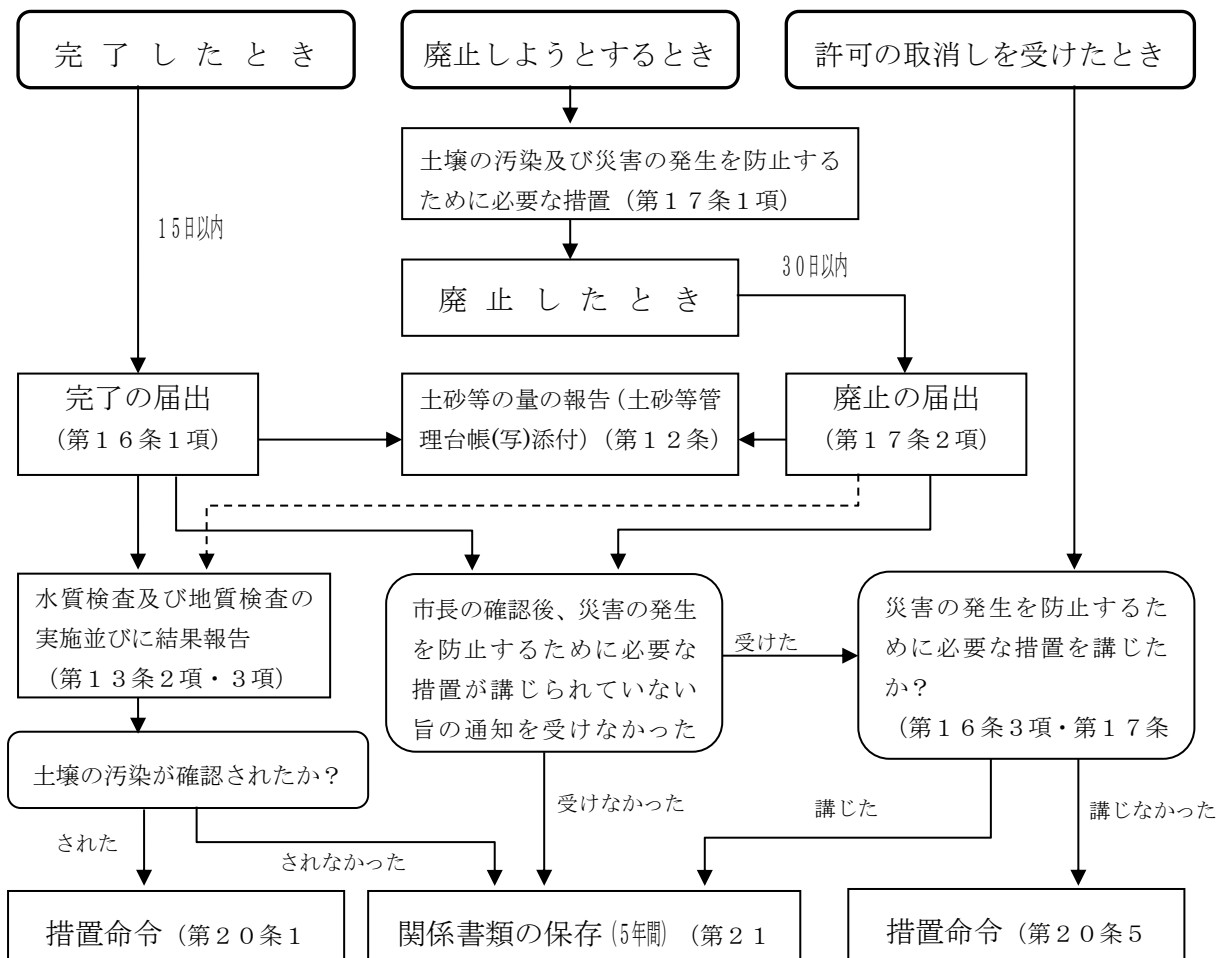 完了したとき
廃止しようとするとき
許可の取消しを受けたとき
土壌の汚染及び災害の発生を防止する
ために必要な措置（第１７条１項）
１５日以内
廃止したとき
３０日以内
完了の届出
（第１６条１項）
土砂等の量の報告（土砂等管
理台帳(写)添付）（第１２条）
廃止の届出
（第１７条２項）
水質検査及び地質検査の
実施並びに結果報告
（第１３条２項・３項）
市長の確認後、災害の発生
を防止するために必要な
措置が講じられていない
旨の通知を受けなかった
受けた
災害の発生を防止するた
めに必要な措置を講じた
か？
（第１６条３項・第１７条
土壌の汚染が確認されたか？
された
されなかった
受けなかった
講じた
講じなかった
措置命令（第２０条１
関係書類の保存（5年間）（第２１
措置命令（第２０条５